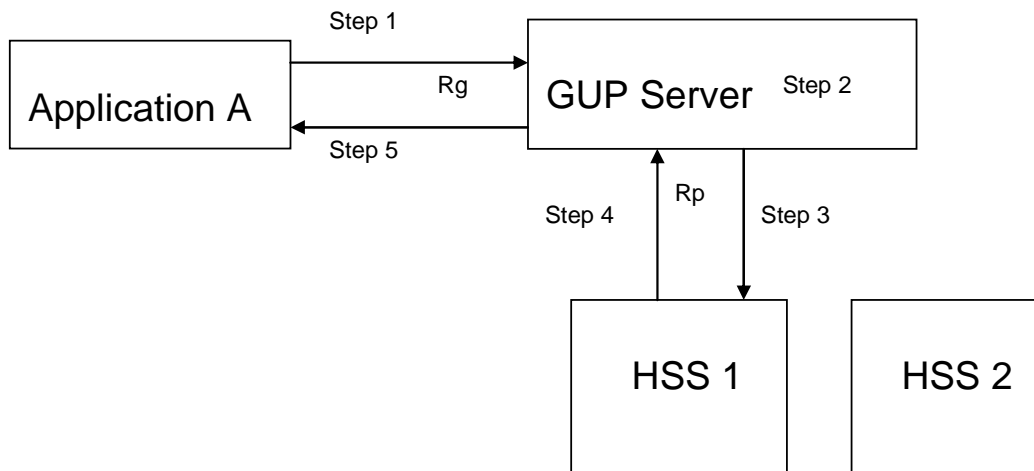 Step 1
Application A
Rg
GUP Server
Step 2
Step 5
Step 4
Rp
Step 3
HSS 1
HSS 2